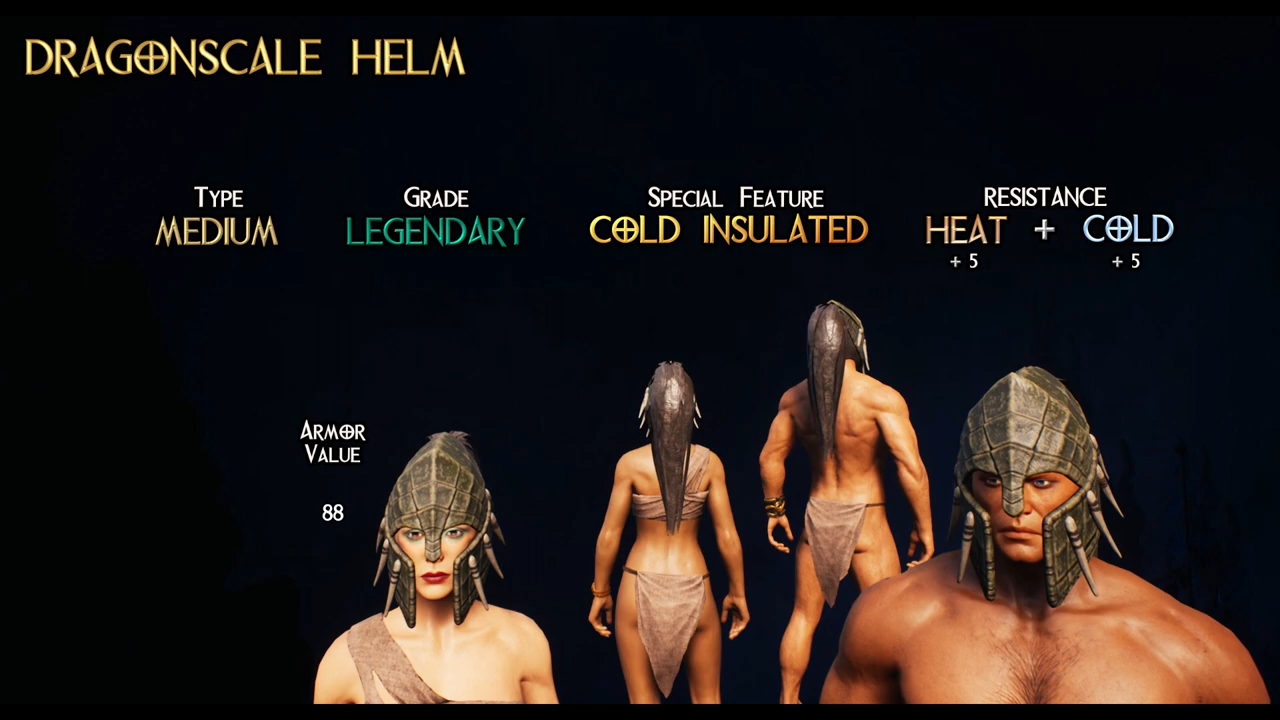 DRAGONSCALE HELM
TYPE
MEDIUM
GRADE
LEGENDARY
SPECIAL FEATURE
COLD INSULATED
RESISTANCE
HEAT + COLD
+ 5 + 5
ARMOR
VALUE
88